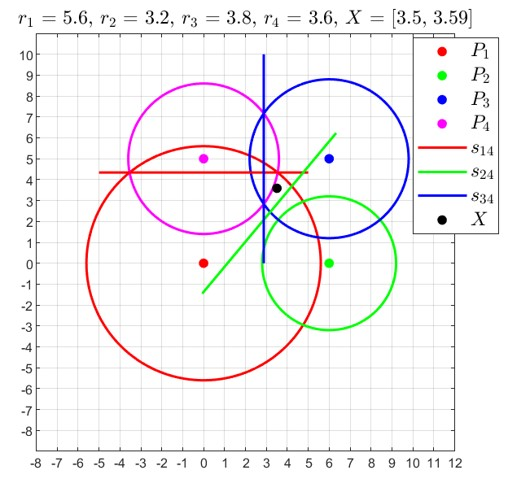 r₁ = 5.6, r₂ = 3.2, r₃ = 3.8, r₄ = 3.6, X = [3.5, 3.59]
P₁
P₂
P₃
P₄
s₁₄
s₂₄
s₃₄
X
10
9
8
7
6
5
4
3
2
1
0
-1
-2
-3
-4
-5
-6
-7
-8
-8 -7 -6 -5 -4 -3 -2 -1 0 1 2 3 4 5 6 7 8 9 10 11 12